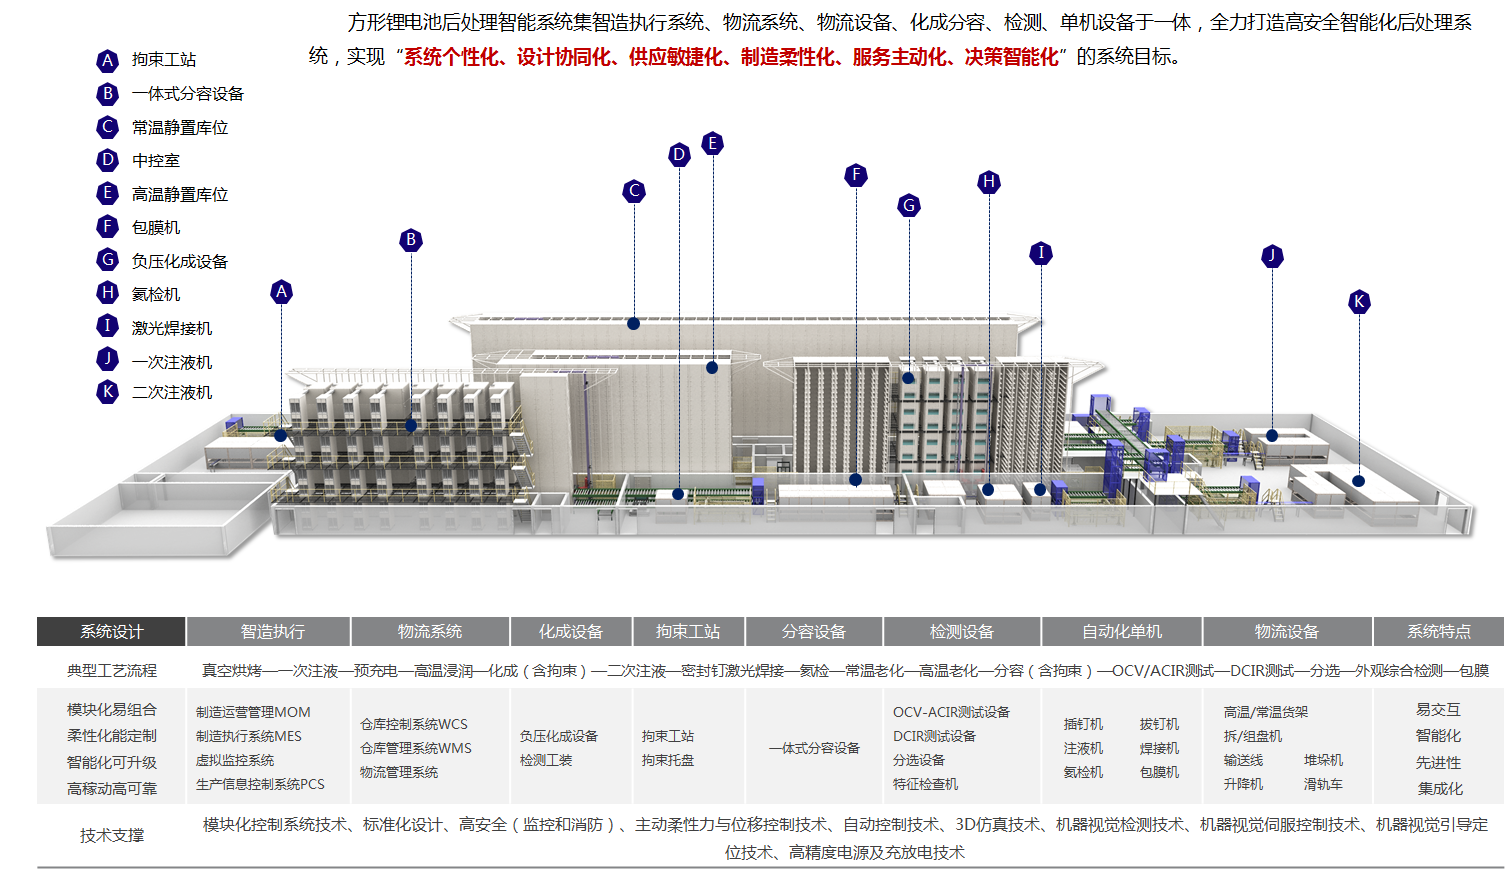 方形锂电池后处理智能系统集智造执行系统、物流系统、物流设备、化成分容、检测、单机设备于一体，全力打造高安全智能化后处理系
统，实现“系统个性化、设计协同化、供应敏捷化、制造柔性化、服务主动化、决策智能化”的系统目标。
A 拘束工站
B 一体式分容设备
C 常温静置库位
D 中控室
E 高温静置库位
F 包膜机
G 负压化成设备
H 氦检机
I 激光焊接机
J 一次注液机
K 二次注液机
A
B
C
D
E
F
G
H
I
J
K
系统设计 智造执行 物流系统 化成设备 拘束工站 分容设备 检测设备 自动化单机 物流设备 系统特点
典型工艺流程 真空烘烤—一次注液—预充电—高温浸润—化成（含拘束）—二次注液—密封钉激光焊接—氦检—常温老化—高温老化—分容（含拘束）—OCV/ACIR测试—DCIR测试—分选—外观综合检测—包膜
模块化易组合
柔性化能定制
智能化可升级
高稼动高可靠
制造运营管理MOM
制造执行系统MES
虚拟监控系统
生产信息控制系统PCS
仓库控制系统WCS
仓库管理系统WMS
物流管理系统
负压化成设备
检测工装
拘束工站
拘束托盘
一体式分容设备
OCV-ACIR测试设备
DCIR测试设备
分选设备
特征检查机
插钉机 拔钉机
注液机 焊接机
氦检机 包膜机
高温/常温货架
拆/组盘机
输送线 堆垛机
升降机 滑轨车
易交互
智能化
先进性
集成化
技术支撑
模块化控制系统技术、标准化设计、高安全（监控和消防）、主动柔性力与位移控制技术、自动控制技术、3D仿真技术、机器视觉检测技术、机器视觉伺服控制技术、机器视觉引导定
位技术、高精度电源及充放电技术